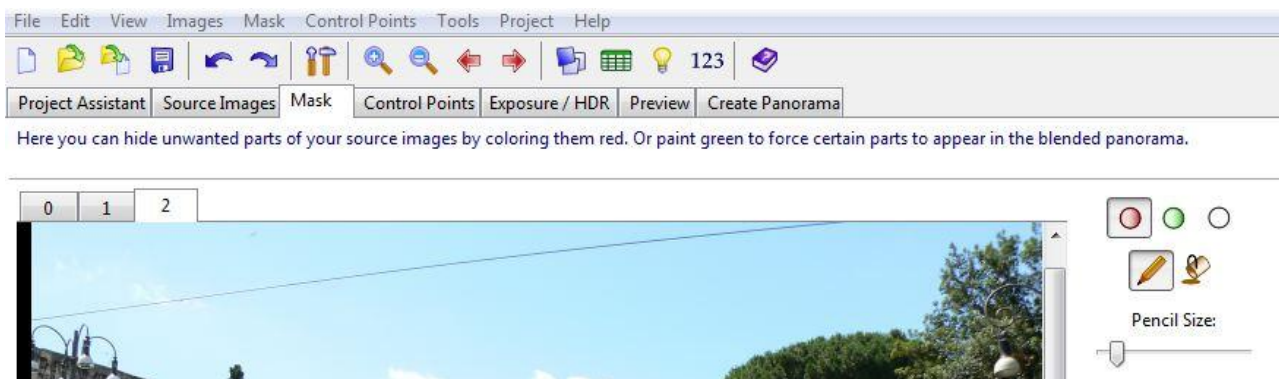 File Edit View Images Mask Control Points Tools Project Help
123
Project Assistant Source Images Mask Control Points Exposure / HDR Preview Create Panorama
Here you can hide unwanted parts of your source images by coloring them red. Or paint green to force certain parts to appear in the blended panorama.
0 1 2
Pencil Size: